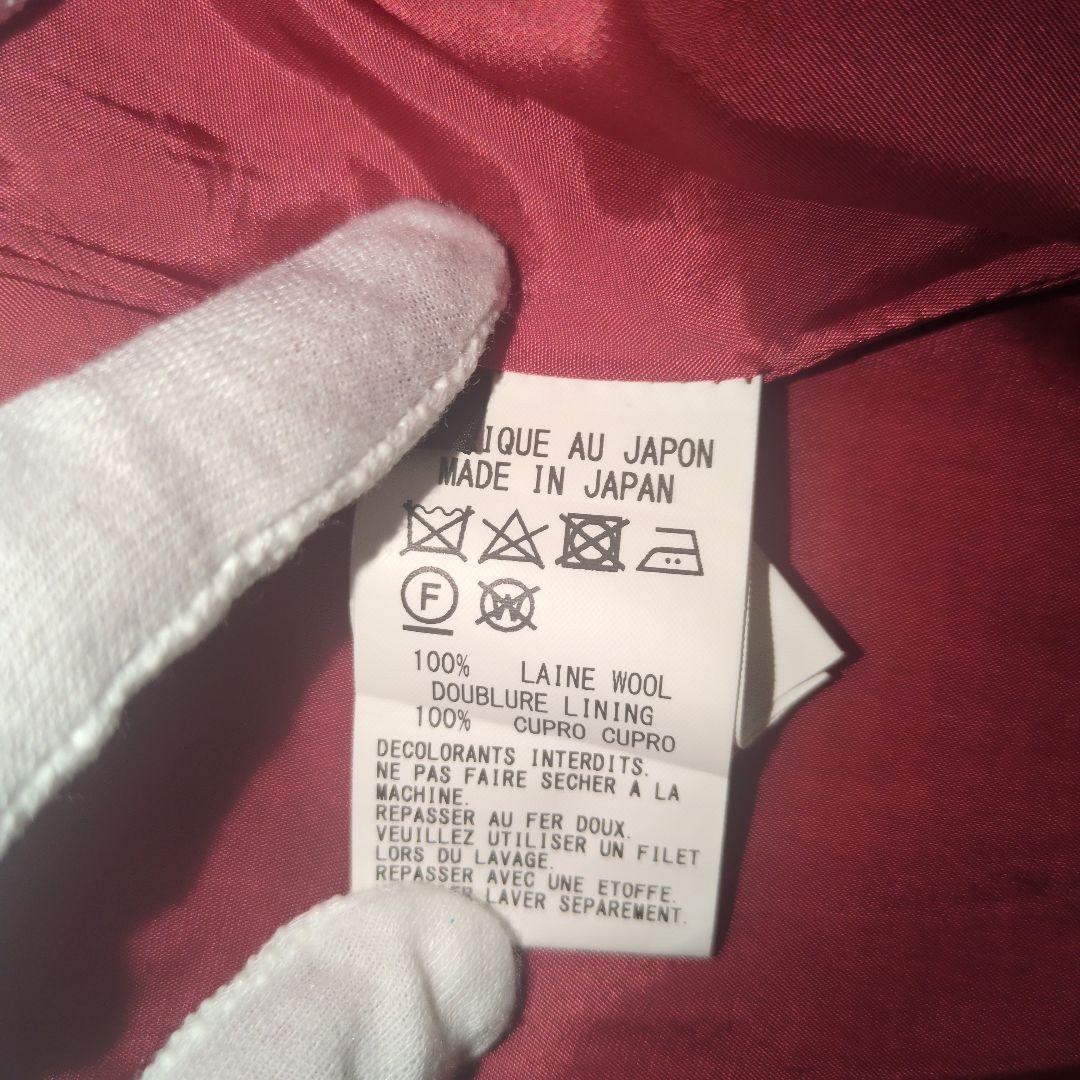 AU JAPON
MADE IN JAPAN
F
W
100% LAINE WOOL
DOUBLURE LINING
100% CUPRO CUPRO
DECOLORANTS INTERDITS.
NE PAS FAIRE SECHER A LA
MACHINE.
REPASSER AU FER DOUX.
VEUILLEZ UTILISER UN FILET
LORS DU LAVAGE.
REPASSER AVEC UNE ETOFFE.
LAVER SEPAREMENT.